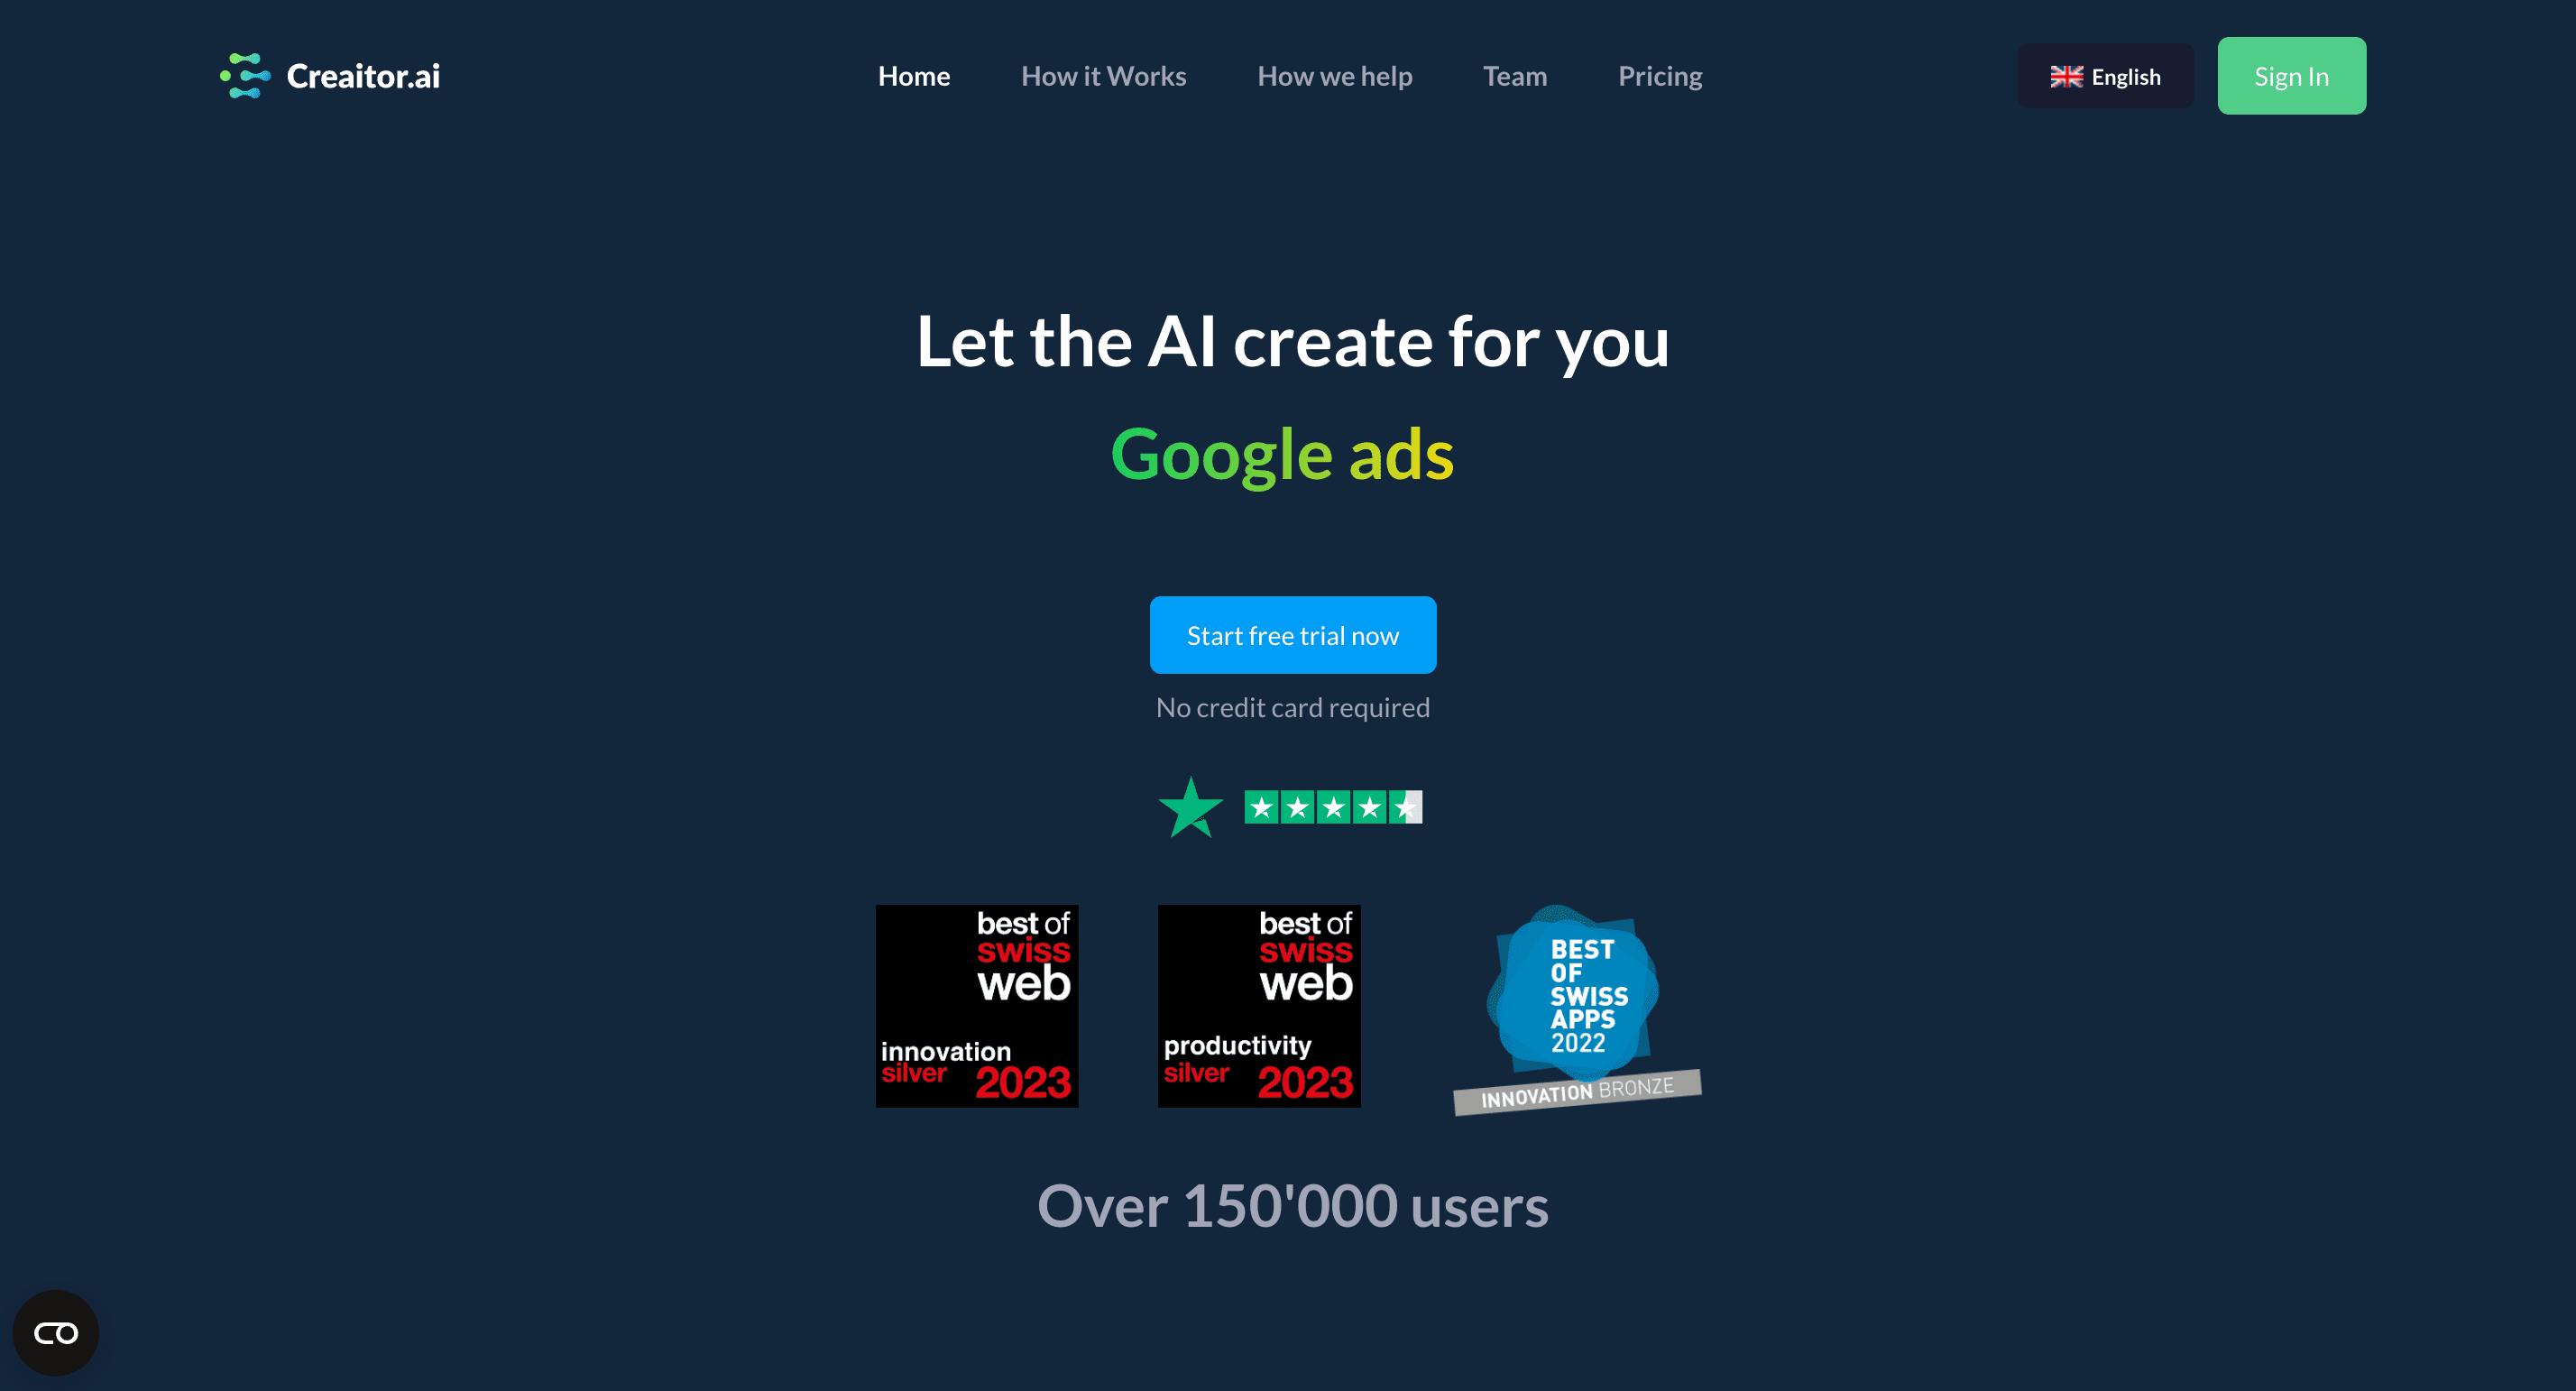 Creaitor.ai
Home
How it Works
How we help
Team
Pricing
English
Sign In
Let the AI create for you
Google ads
Start free trial now
No credit card required
best of
swiss
web
innovation
silver 2023
best of
swiss
web
productivity
silver 2023
BEST
OF
SWISS
APPS
2022
INNOVATION BRONZE
Over 150'000 users